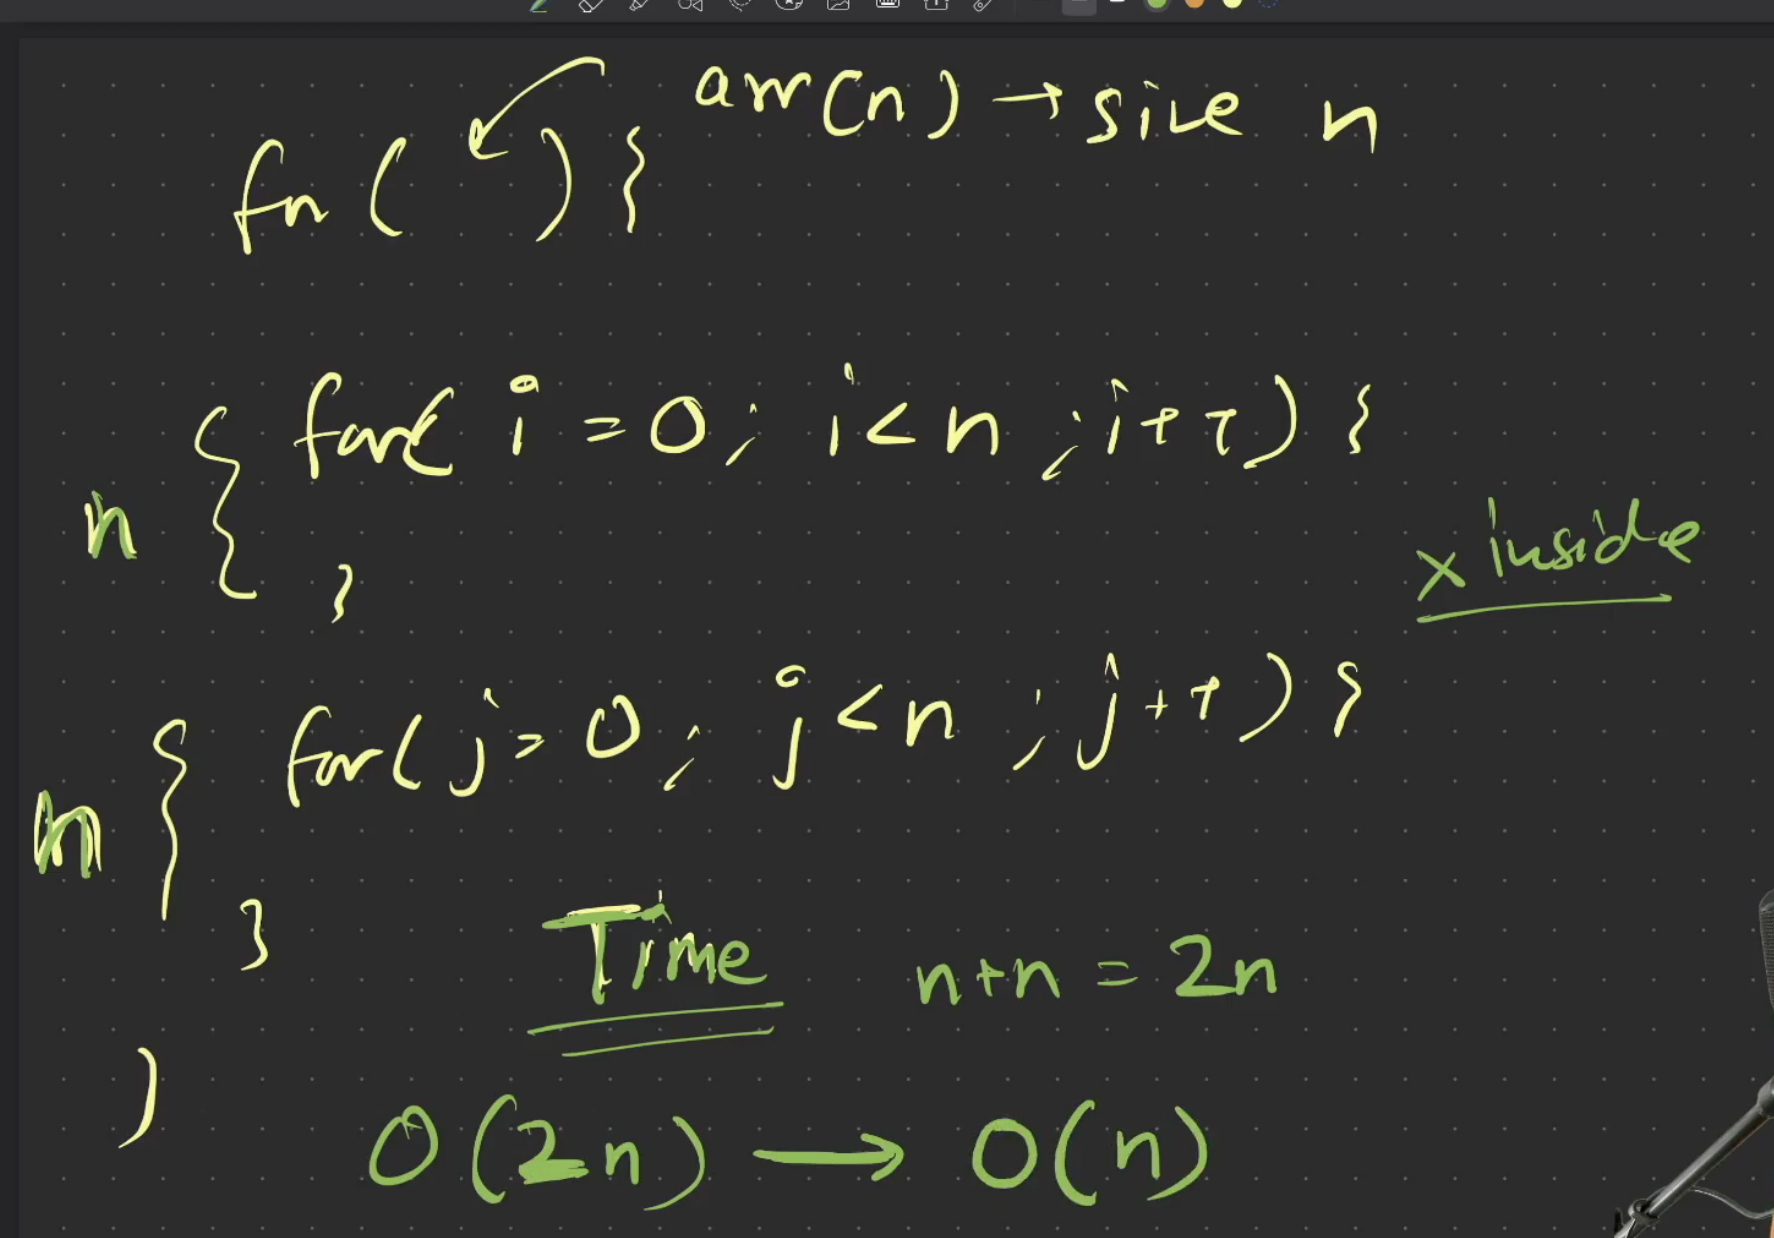 arr(n) → size n
fn( ){
for( i = 0; i < n ; i++) {
n {
x inside
}
for( j = 0; j < n ; j++) {
n {
}
Time n+n = 2n
)
O(2n) → O(n)